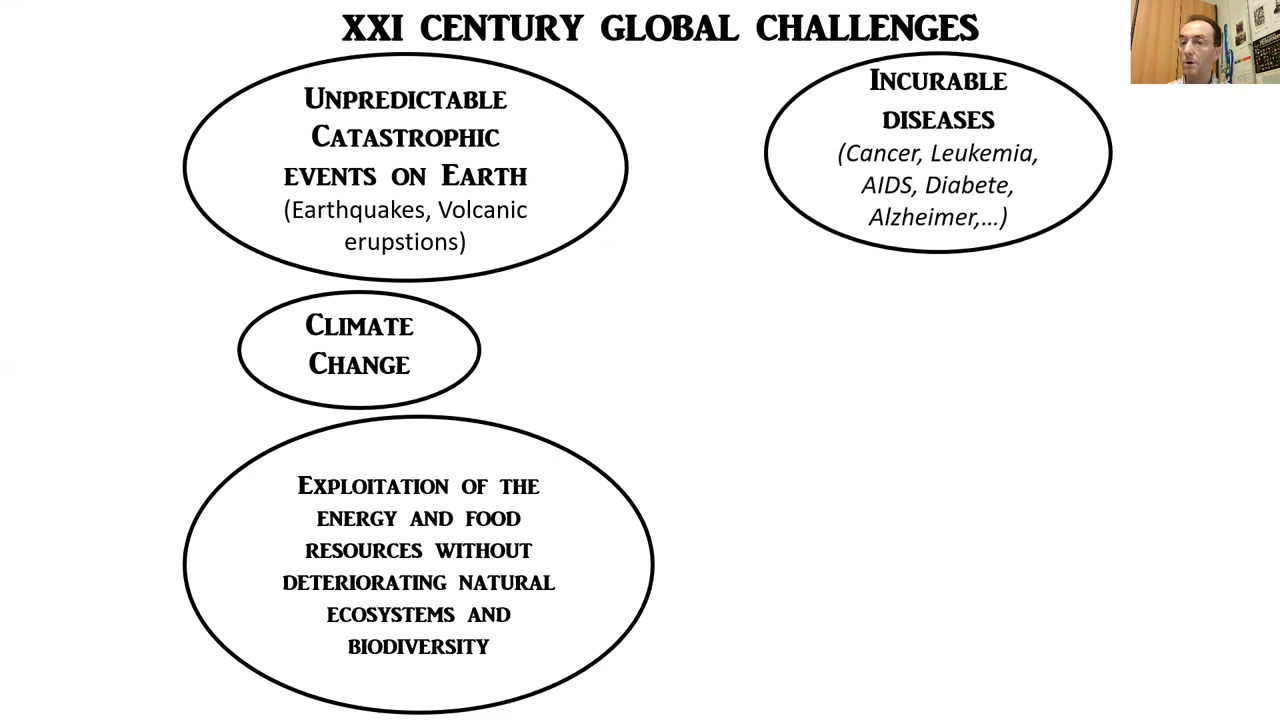 XXI CENTURY GLOBAL CHALLENGES
UNPREDICTABLE
CATASTROPHIC
EVENTS ON EARTH
(Earthquakes, Volcanic
erupstions)
INCURABLE
DISEASES
(Cancer, Leukemia,
AIDS, Diabete,
Alzheimer,...)
CLIMATE
CHANGE
EXPLOITATION OF THE
ENERGY AND FOOD
RESOURCES WITHOUT
DETERIORATING NATURAL
ECOSYSTEMS AND
BIODIVERSITY